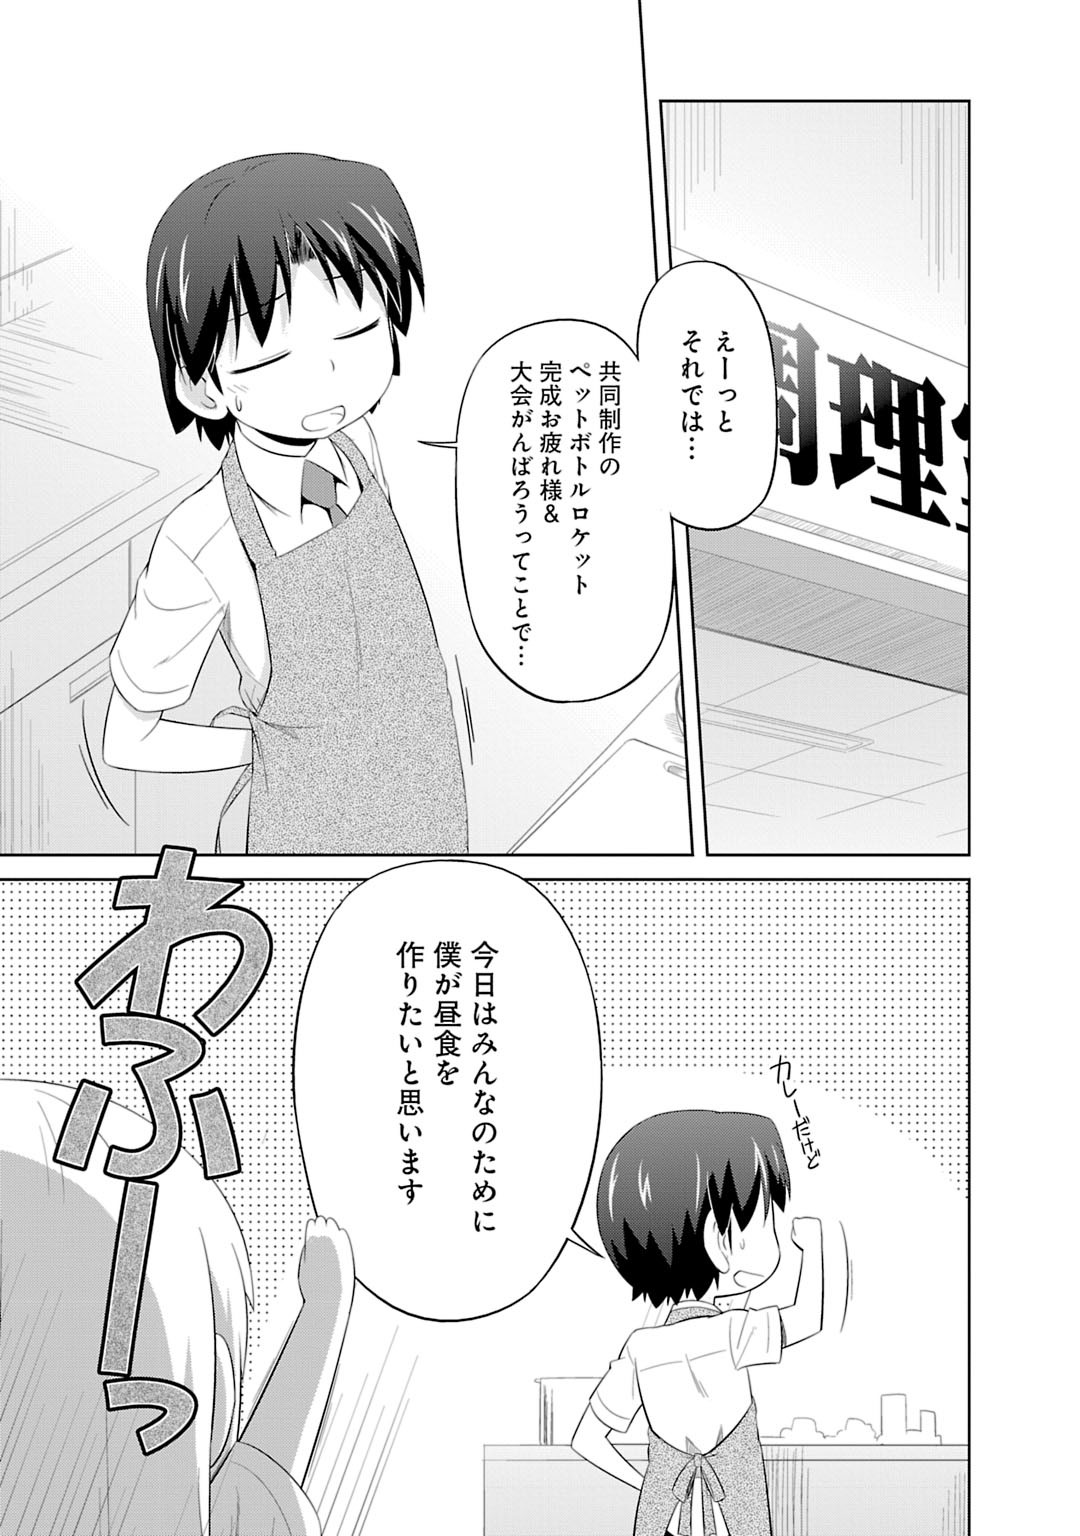 調理室
えーっと
それでは…
共同制作の
ペットボトルロケット
完成お疲れ様&
大会がんばろうってことで…
今日はみんなのために
僕が昼食を
作りたいと思います
カレーだけど
わふーっ